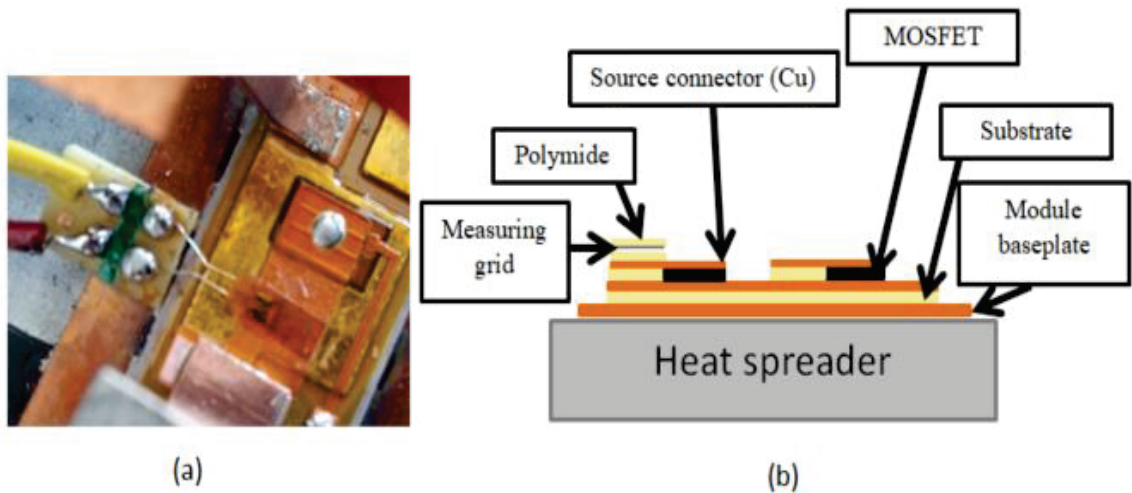 MOSFET
Source connector (Cu)
Substrate
Polymide
Module
baseplate
Measuring
grid
Heat spreader
(a)
(b)